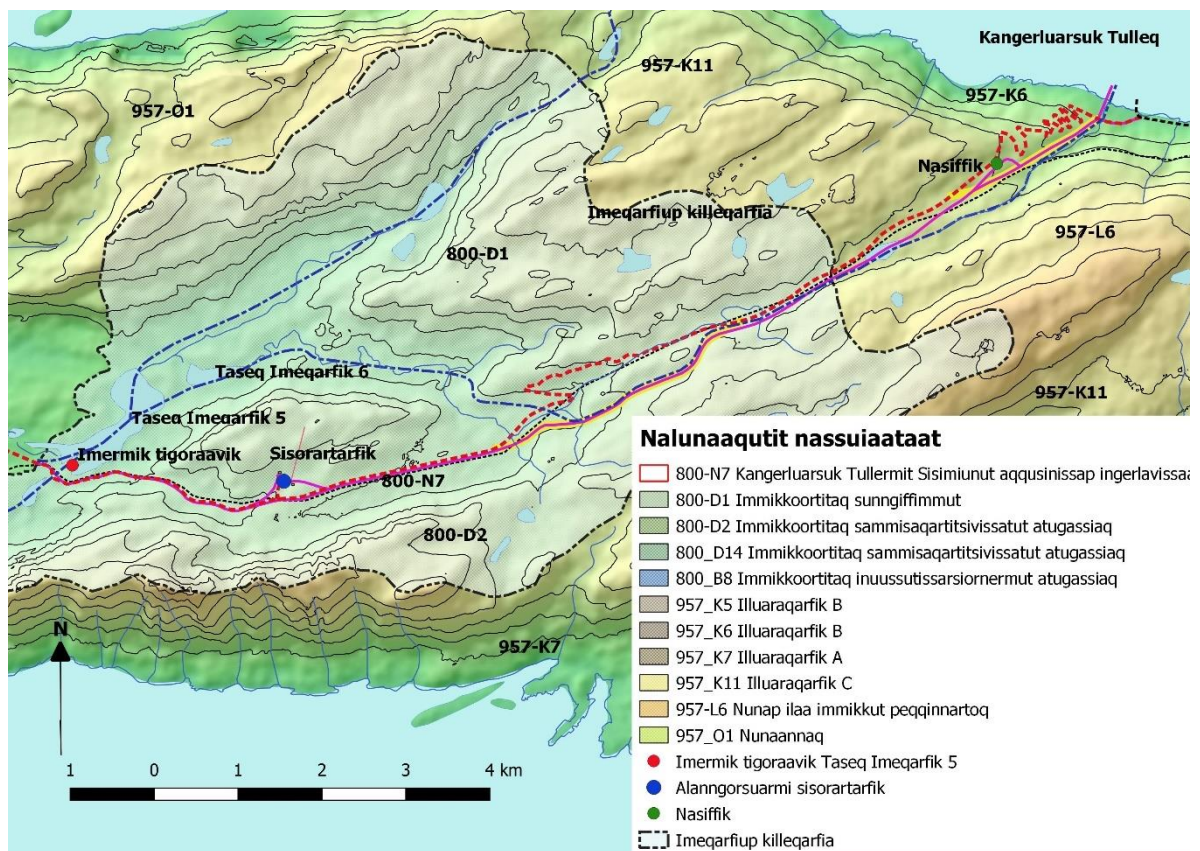 Kangerluarsuk Tulleq
957-K11
957-K6
957-O1
Nasiffik
Imeqarfiup killeqarfia
957-L6
800-D1
Taseq Imeqarfik 6
957-K11
Taseq Imeqarfik 5
Imermik tigoraavik
Sisorartarfik
800-N7
800-D2
957-K7
N
1 0 1 2 3 4 km
Nalunaaqutit nassuiaataat
800-N7 Kangerluarsuk Tullermit Sisimiunut aqqusinissap ingerlavissaa
800-D1 Immikkoortitaq sunngiffimmut
800-D2 Immikkoortitaq sammisaqartitsivissatut atugassiaq
800_D14 Immikkoortitaq sammisaqartitsivissatut atugassiaq
800_B8 Immikkoortitaq inuussutissarsiornermut atugassiaq
957_K5 Illuaraqarfik B
957_K6 Illuaraqarfik B
957_K7 Illuaraqarfik A
957_K11 Illuaraqarfik C
957-L6 Nunap ilaa immikkut peqqinnartoq
957_O1 Nunaannaq
Imermik tigoraavik Taseq Imeqarfik 5
Alanngorsuarmi sisorartarfik
Nasiffik
Imeqarfiup killeqarfia